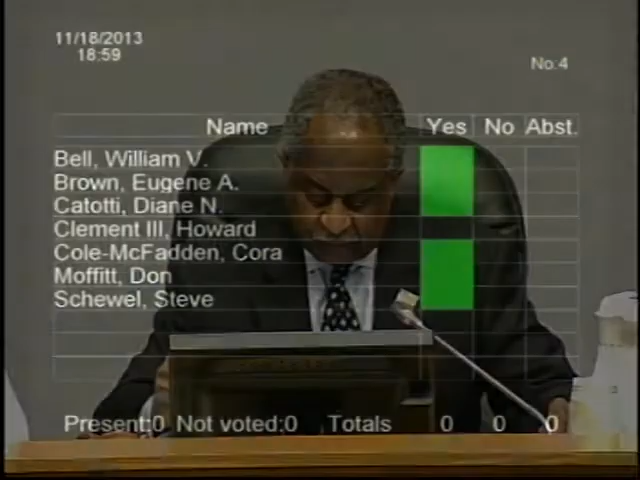 11/18/2013
18:59
No:4
Name Yes No Abst.
Bell, William V.
Brown, Eugene A.
Catotti, Diane N.
Clement III, Howard
Cole-McFadden, Cora
Moffitt, Don
Schewel, Steve
Present:0 Not voted:0 Totals 0 0 0